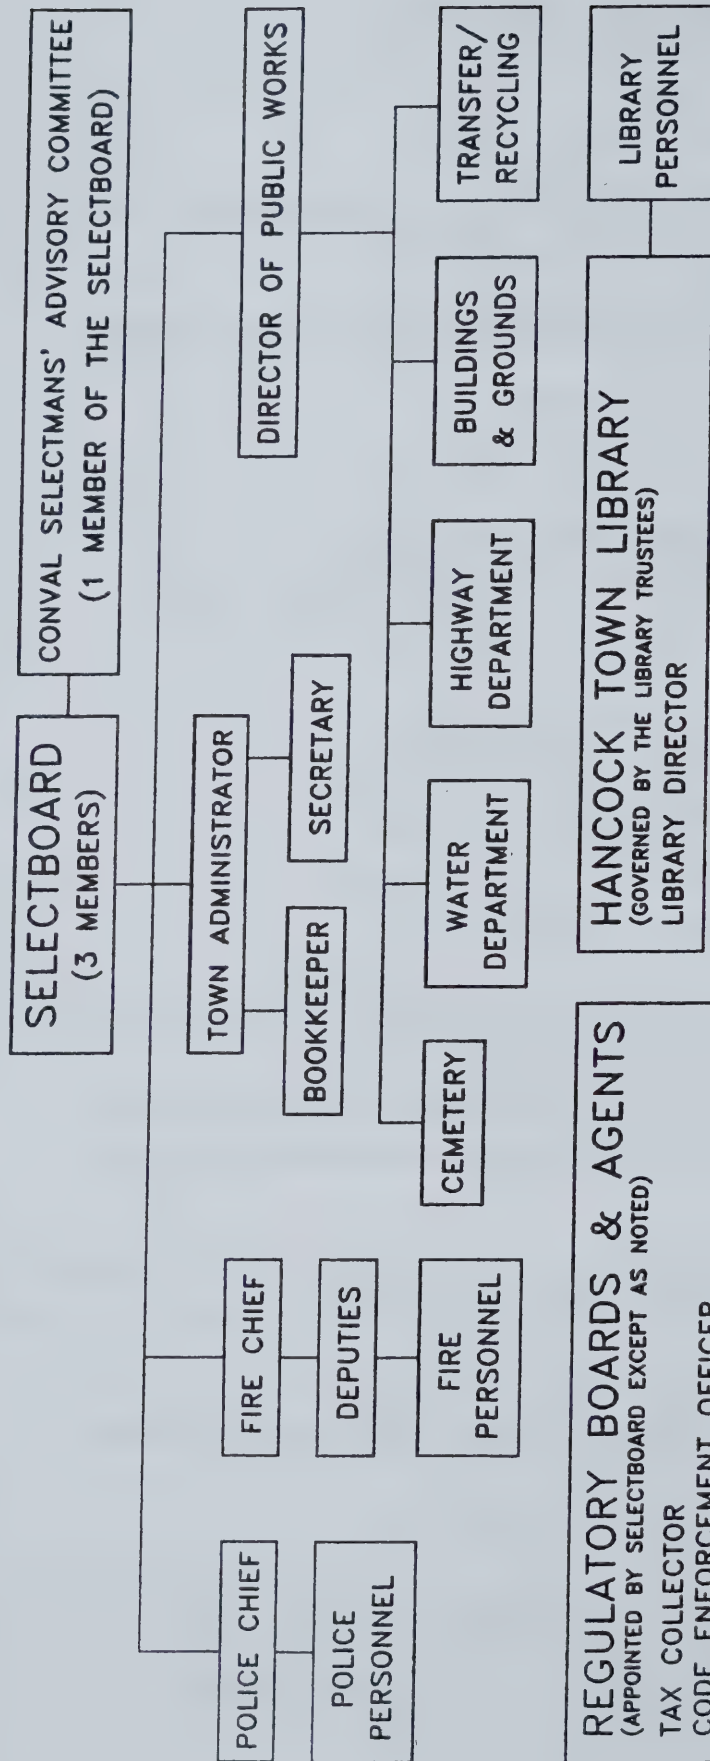 SELECTBOARD
(3 MEMBERS)
CONVAL SELECTMANS' ADVISORY COMMITTEE
(1 MEMBER OF THE SELECTBOARD)
POLICE CHIEF
POLICE
PERSONNEL
FIRE CHIEF
DEPUTIES
FIRE
PERSONNEL
TOWN ADMINISTRATOR
BOOKKEEPER
SECRETARY
DIRECTOR OF PUBLIC WORKS
CEMETERY
WATER
DEPARTMENT
HIGHWAY
DEPARTMENT
BUILDINGS
& GROUNDS
TRANSFER/
RECYCLING
REGULATORY BOARDS & AGENTS
(APPOINTED BY SELECTBOARD EXCEPT AS NOTED)
TAX COLLECTOR
CODE ENFORCEMENT OFFICER
HANCOCK TOWN LIBRARY
(GOVERNED BY THE LIBRARY TRUSTEES)
LIBRARY DIRECTOR
LIBRARY
PERSONNEL